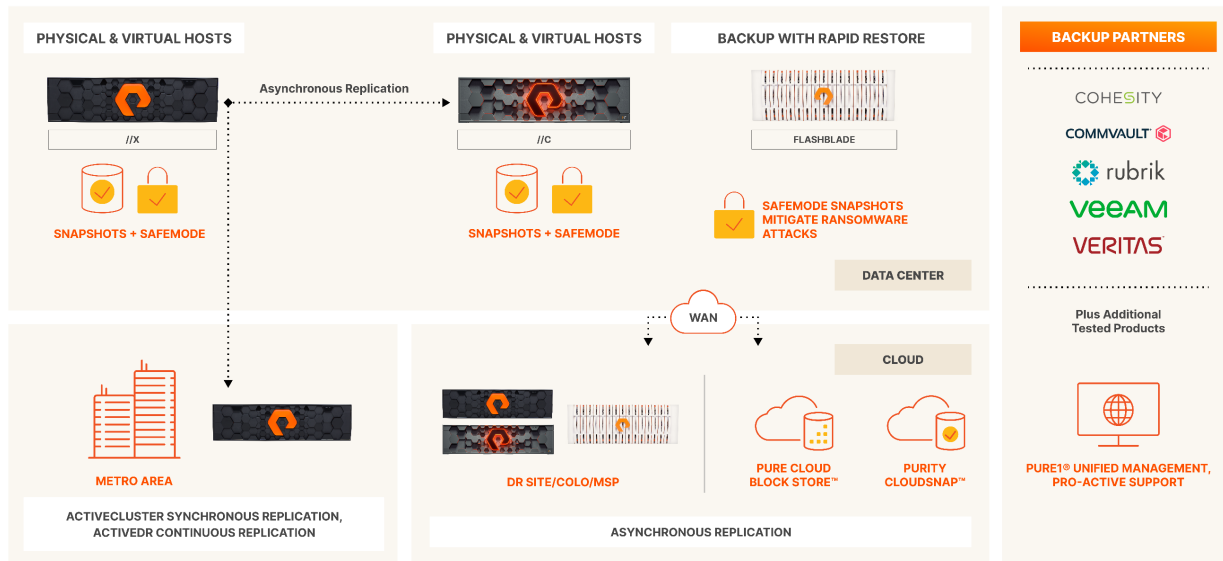 PHYSICAL & VIRTUAL HOSTS
Asynchronous Replication
//X
SNAPSHOTS + SAFEMODE
PHYSICAL & VIRTUAL HOSTS
//C
SNAPSHOTS + SAFEMODE
BACKUP WITH RAPID RESTORE
FLASHBLADE
SAFEMODE SNAPSHOTS
MITIGATE RANSOMWARE
ATTACKS
DATA CENTER
METRO AREA
ACTIVECLUSTER SYNCHRONOUS REPLICATION,
ACTIVEDR CONTINUOUS REPLICATION
WAN
CLOUD
DR SITE/COLO/MSP
PURE CLOUD
BLOCK STORE™
PURITY
CLOUDSNAP™
ASYNCHRONOUS REPLICATION
BACKUP PARTNERS
COHESITY
COMMVAULT
rubrik
VEEAM
VERITAS
Plus Additional
Tested Products
PURE1® UNIFIED MANAGEMENT,
PRO-ACTIVE SUPPORT